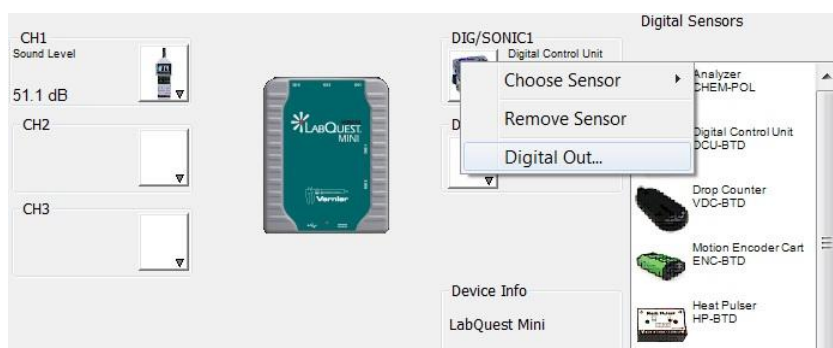 CH1
Sound Level
51.1 dB
CH2
CH3
LABQUEST
MINI
Vernier
DIG/SONIC1
Digital Control Unit
D
Choose Sensor
Remove Sensor
Digital Out...
Device Info
LabQuest Mini
Digital Sensors
Analyzer
CHEM-POL
Digital Control Unit
DCU-BTD
Drop Counter
VDC-BTD
Motion Encoder Cart
ENC-BTD
Heat Pulser
HP-BTD